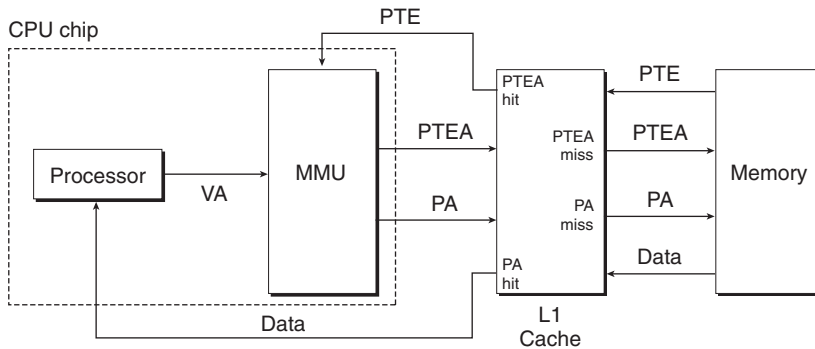 PTE
CPU chip
PTEA
hit
PTE
PTEA
PTEA
miss
PTEA
Processor
VA
MMU
Memory
PA
PA
miss
PA
PA
hit
Data
Data
L1
Cache